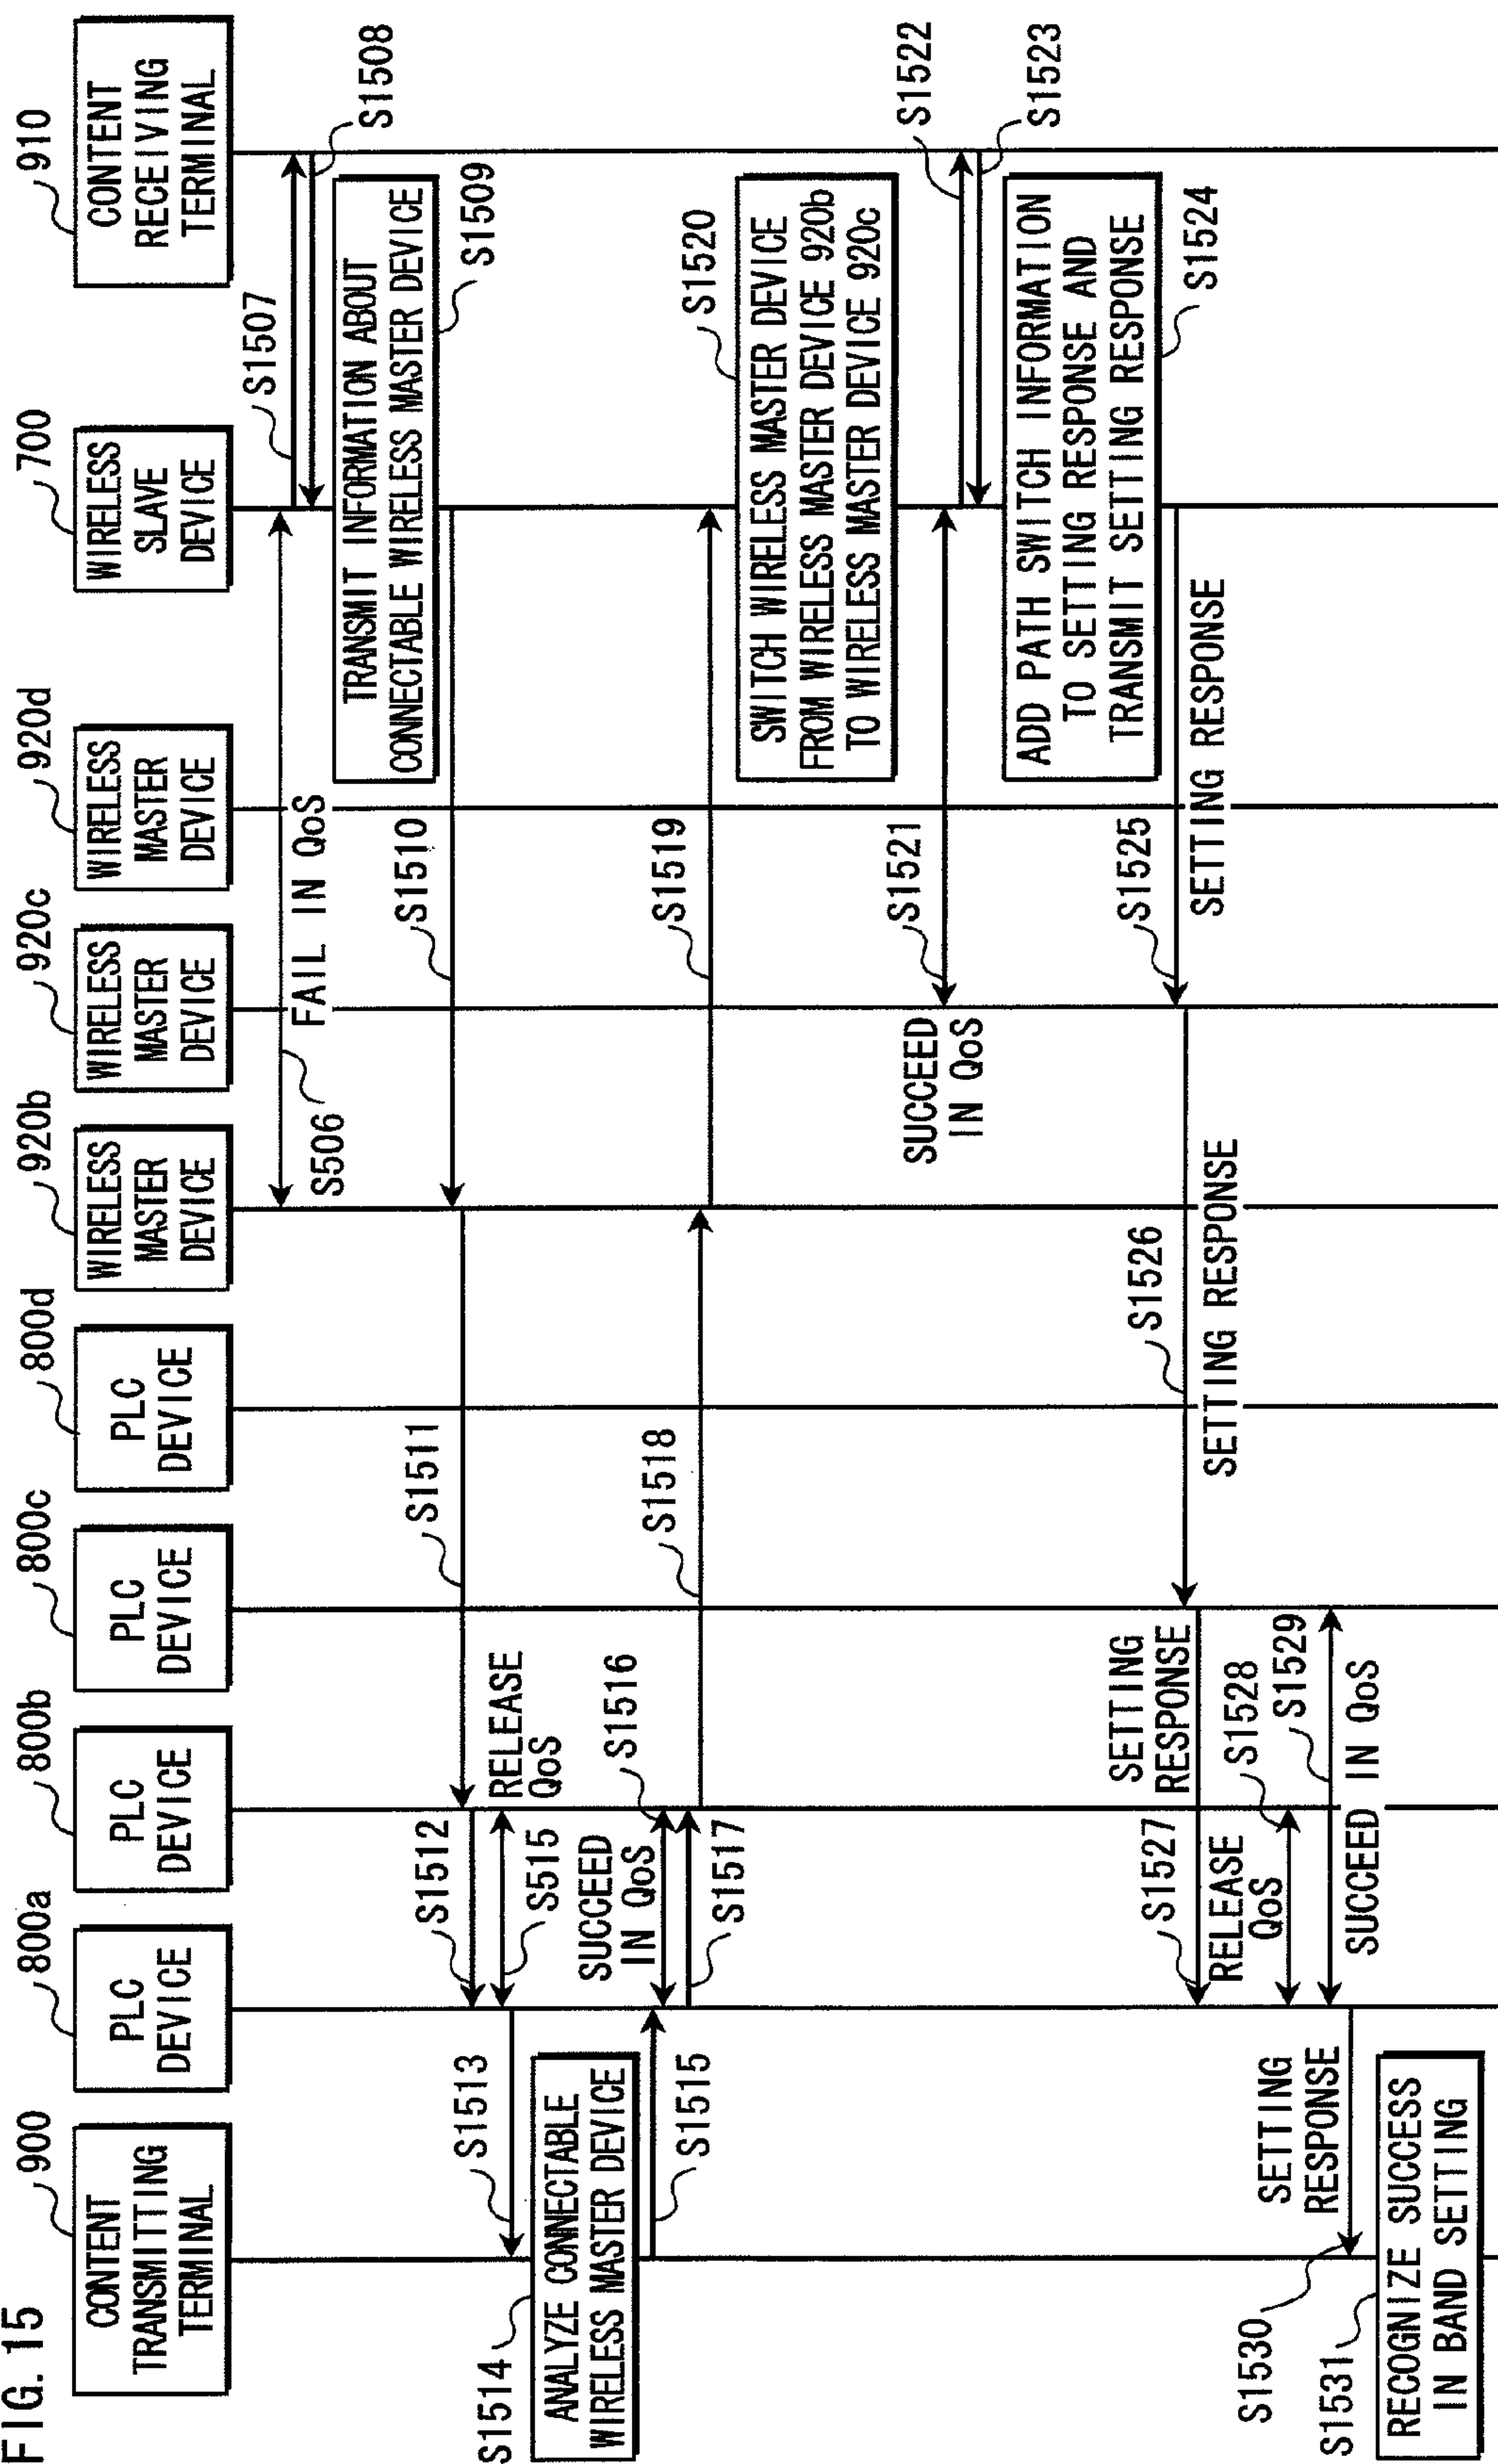 FIG. 15
900
CONTENT
TRANSMITTING
TERMINAL
800a
PLC
DEVICE
800b
PLC
DEVICE
800c
PLC
DEVICE
800d
PLC
DEVICE
920b
WIRELESS
MASTER
DEVICE
920c
WIRELESS
MASTER
DEVICE
920d
WIRELESS
MASTER
DEVICE
700
WIRELESS
SLAVE
DEVICE
910
CONTENT
RECEIVING
TERMINAL
S506
FAIL IN QoS
S1507
S1508
TRANSMIT INFORMATION ABOUT
CONNECTABLE WIRELESS MASTER DEVICE
S1509
S1510
S1511
S1512
RELEASE
QoS
S515
S1513
S1514
ANALYZE CONNECTABLE
WIRELESS MASTER DEVICE
S1515
SUCCEED
IN QoS
S1516
S1517
S1518
S1519
S1520
SWITCH WIRELESS MASTER DEVICE
FROM WIRELESS MASTER DEVICE 920b
TO WIRELESS MASTER DEVICE 920c
S1521
SUCCEED
IN QoS
S1522
S1523
ADD PATH SWITCH INFORMATION
TO SETTING RESPONSE AND
TRANSMIT SETTING RESPONSE
S1524
S1525
SETTING RESPONSE
S1526
SETTING RESPONSE
SETTING
RESPONSE
S1527
RELEASE
QoS
S1528
S1529
SUCCEED IN QoS
SETTING
RESPONSE
S1530
S1531
RECOGNIZE SUCCESS
IN BAND SETTING